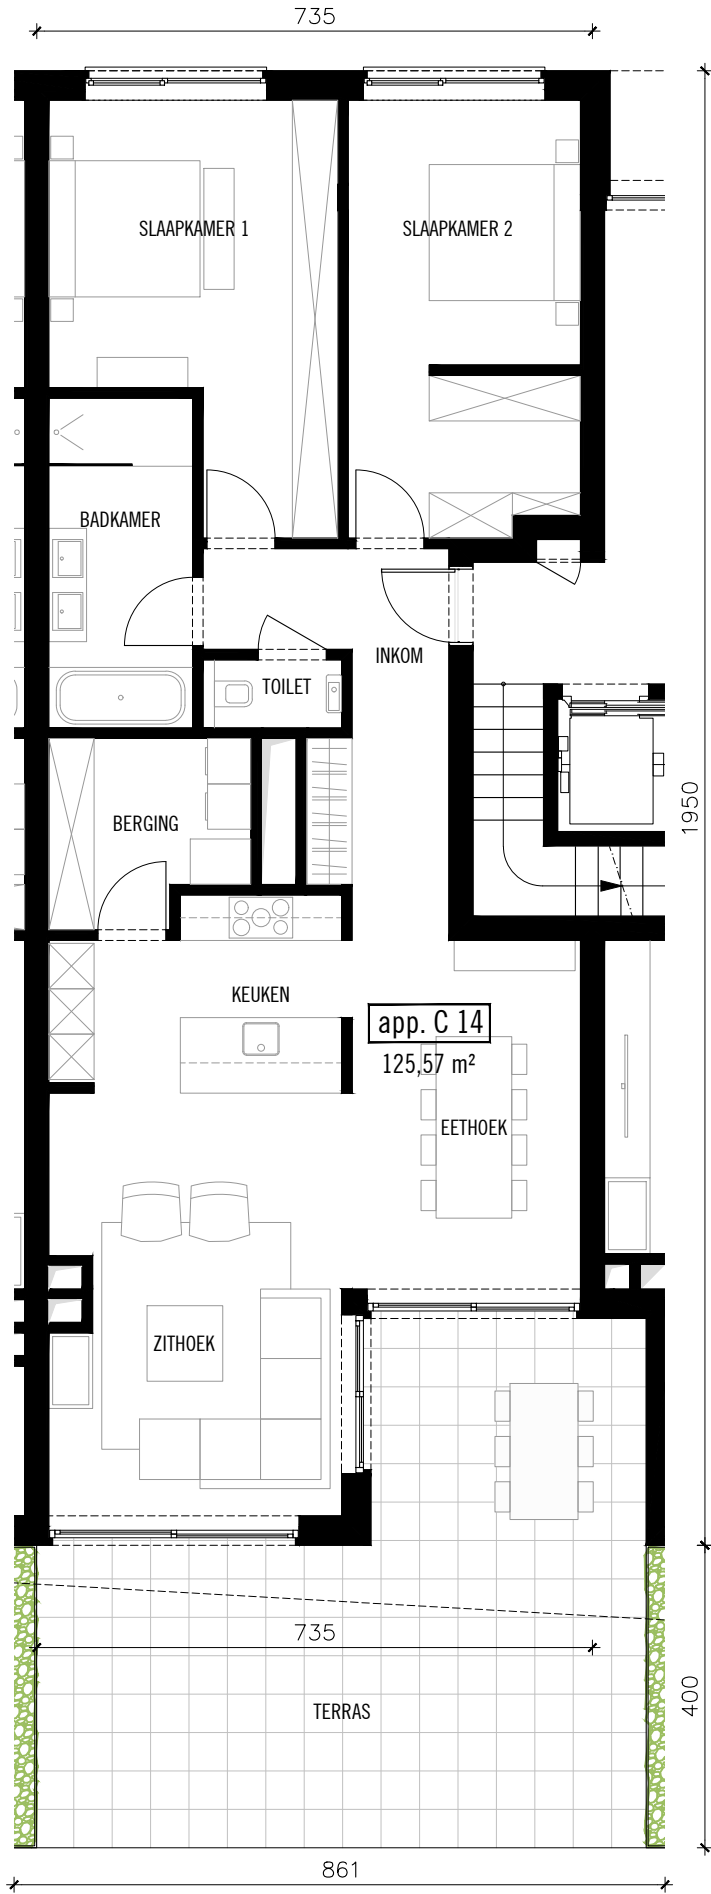 735
SLAAPKAMER 1
SLAAPKAMER 2
BADKAMER
INKOM
TOILET
1950
BERGING
KEUKEN
app. C 14
125,57 m²
EETHOEK
ZITHOEK
735
400
TERRAS
861